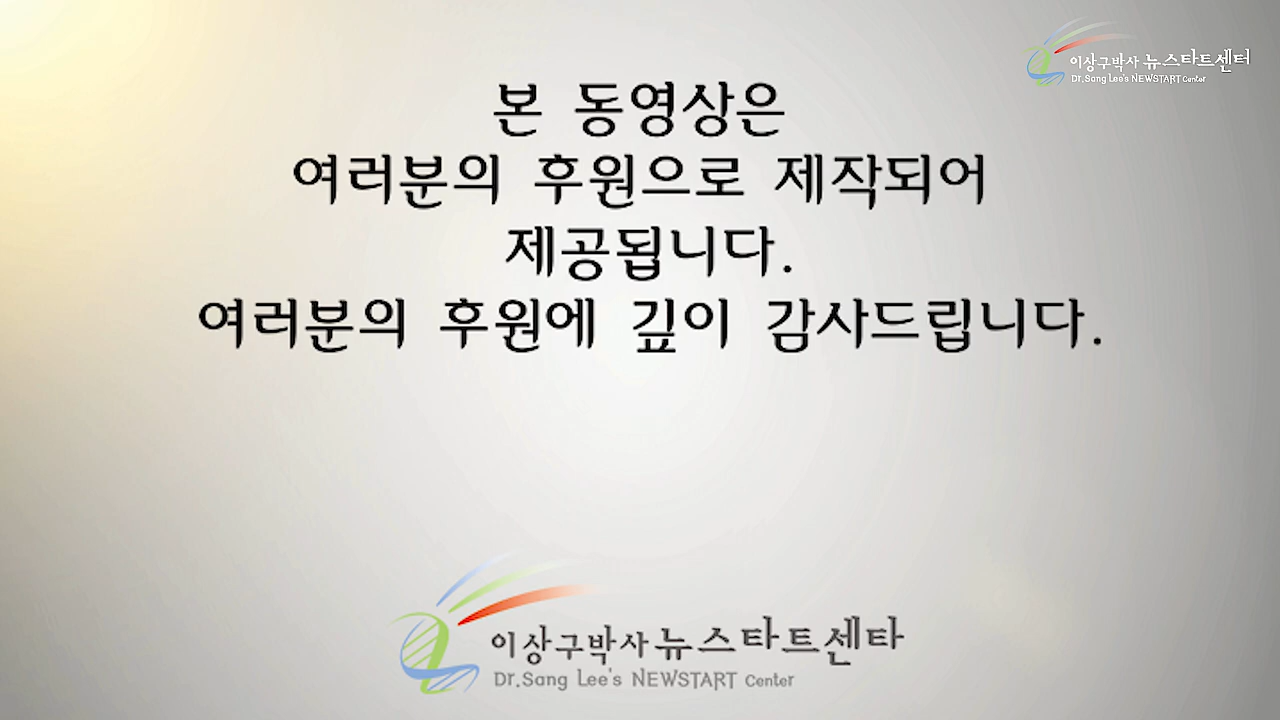 이상구박사 뉴스타트센터
Dr.Sang Lee's NEWSTART Center
본 동영상은
여러분의 후원으로 제작되어
제공됩니다.
여러분의 후원에 깊이 감사드립니다.
이상구박사 뉴스타트센타
Dr.Sang Lee's NEWSTART Center